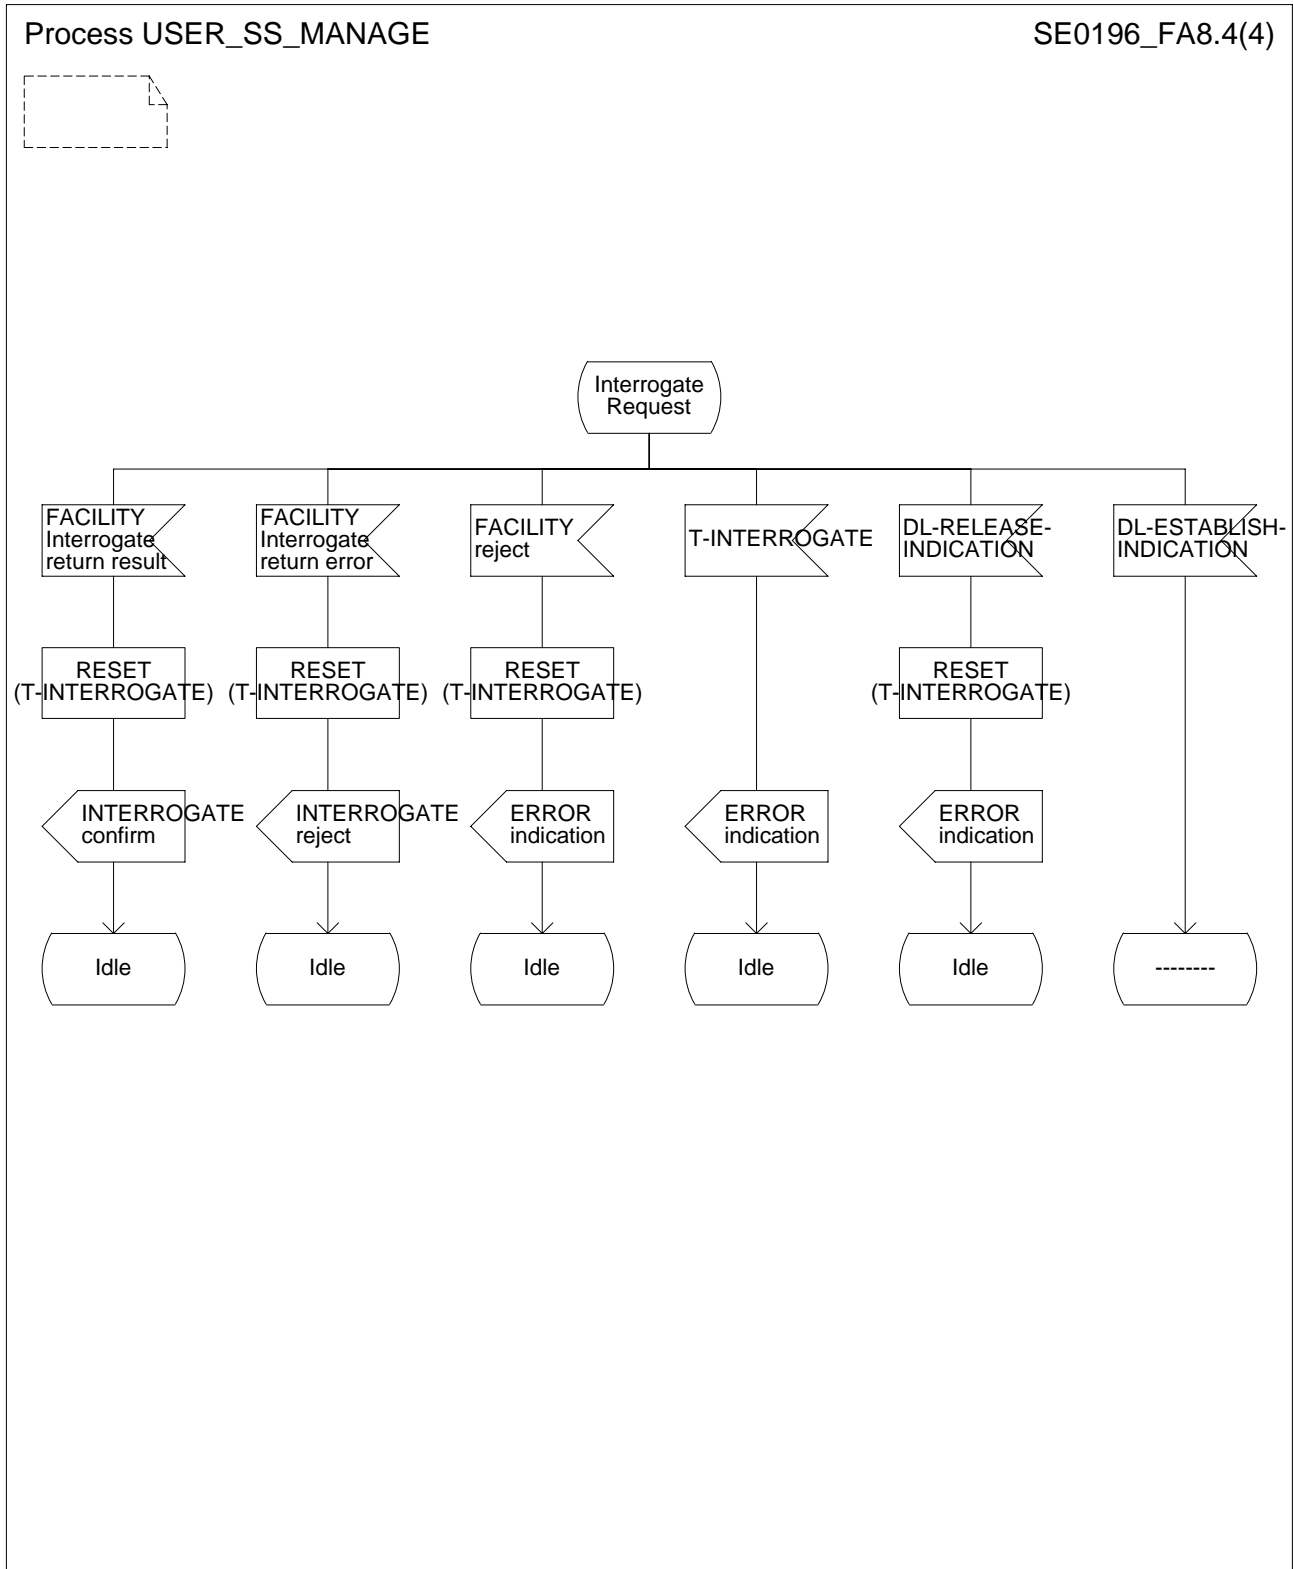 Process USER_SS_MANAGE
SE0196_FA8.4(4)
Interrogate
Request
FACILITY
Interrogate
return result
FACILITY
Interrogate
return error
FACILITY
reject
T-INTERROGATE
DL-RELEASE-
INDICATION
DL-ESTABLISH-
INDICATION
RESET
(T-INTERROGATE)
RESET
(T-INTERROGATE)
RESET
(T-INTERROGATE)
RESET
(T-INTERROGATE)
INTERROGATE
confirm
INTERROGATE
reject
ERROR
indication
ERROR
indication
ERROR
indication
Idle
Idle
Idle
Idle
Idle
--------